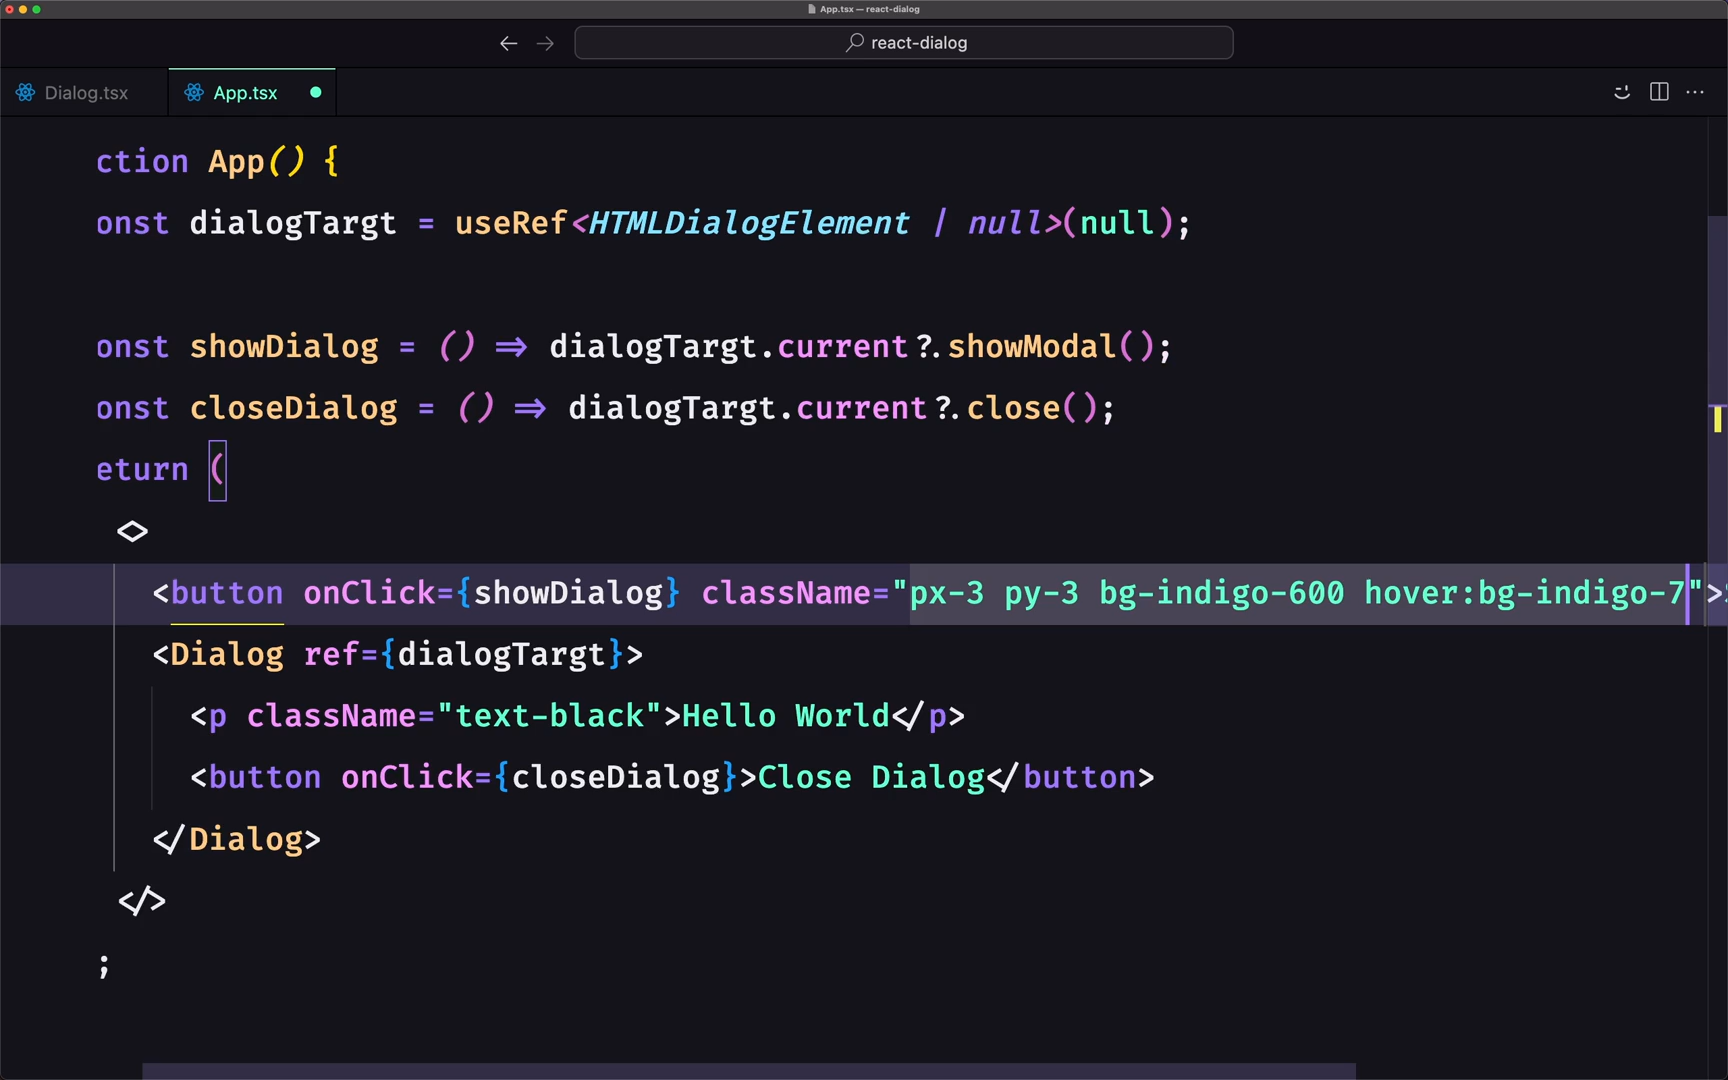 App.tsx — react-dialog
react-dialog
Dialog.tsx
App.tsx
ction App() {
onst dialogTargt = useRef<HTMLDialogElement | null>(null);
onst showDialog = () => dialogTargt.current?.showModal();
onst closeDialog = () => dialogTargt.current?.close();
eturn (
<>
<button onClick={showDialog} className="px-3 py-3 bg-indigo-600 hover:bg-indigo-7">
<Dialog ref={dialogTargt}>
<p className="text-black">Hello World</p>
<button onClick={closeDialog}>Close Dialog</button>
</Dialog>
</>
;